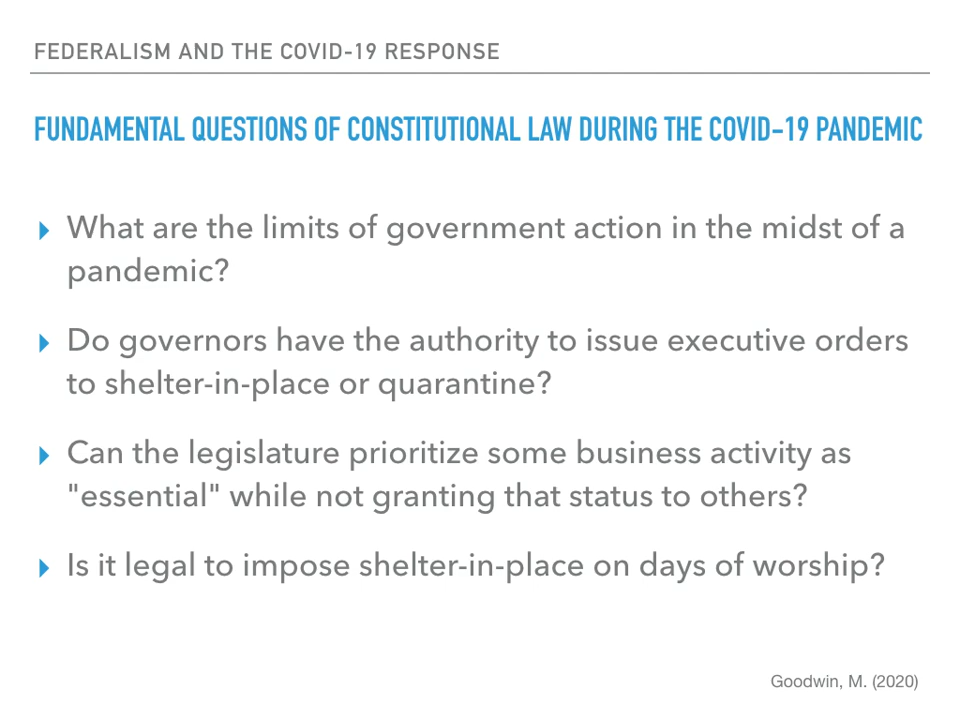 FEDERALISM AND THE COVID-19 RESPONSE
FUNDAMENTAL QUESTIONS OF CONSTITUTIONAL LAW DURING THE COVID-19 PANDEMIC
What are the limits of government action in the midst of a
pandemic?
Do governors have the authority to issue executive orders
to shelter-in-place or quarantine?
Can the legislature prioritize some business activity as
"essential" while not granting that status to others?
Is it legal to impose shelter-in-place on days of worship?
Goodwin, M. (2020)